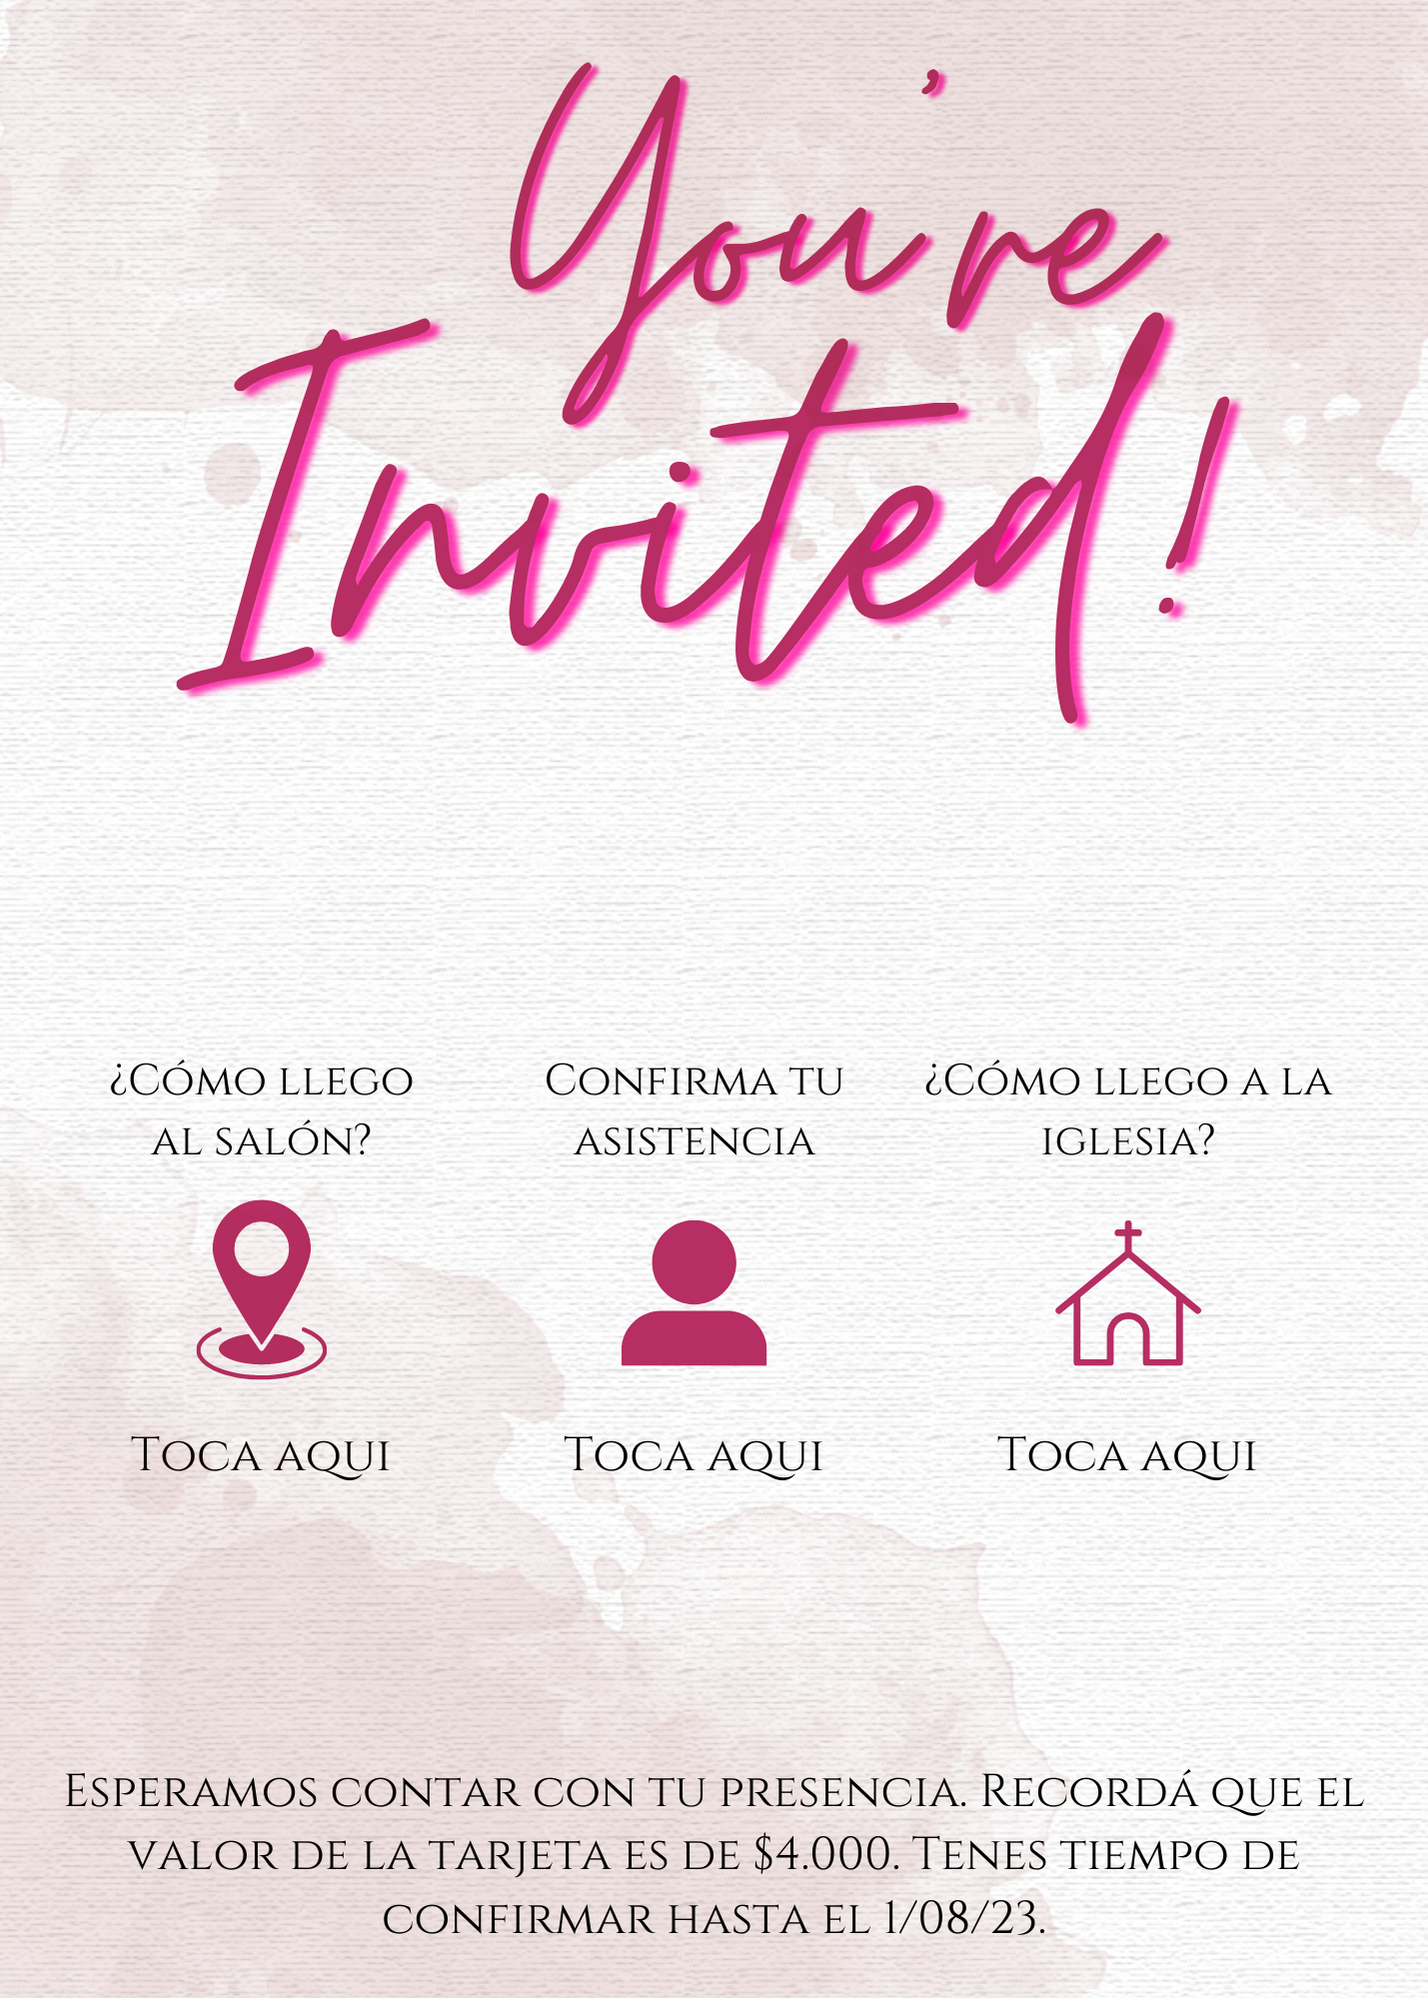 You're
Invited!
¿Cómo llego
al salón?
Confirma tu
asistencia
¿Cómo llego a la
iglesia?
Toca aqui
Toca aqui
Toca aqui
Esperamos contar con tu presencia. Recordá que el
valor de la tarjeta es de $4.000. Tenes tiempo de
confirmar hasta el 1/08/23.